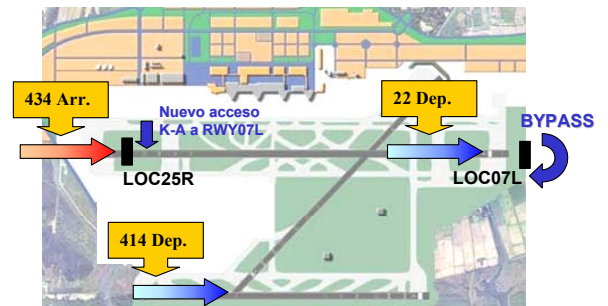 434 Arr.
Nuevo acceso
K-A a RWY07L
22 Dep.
BYPASS
LOC25R
LOC07L
414 Dep.